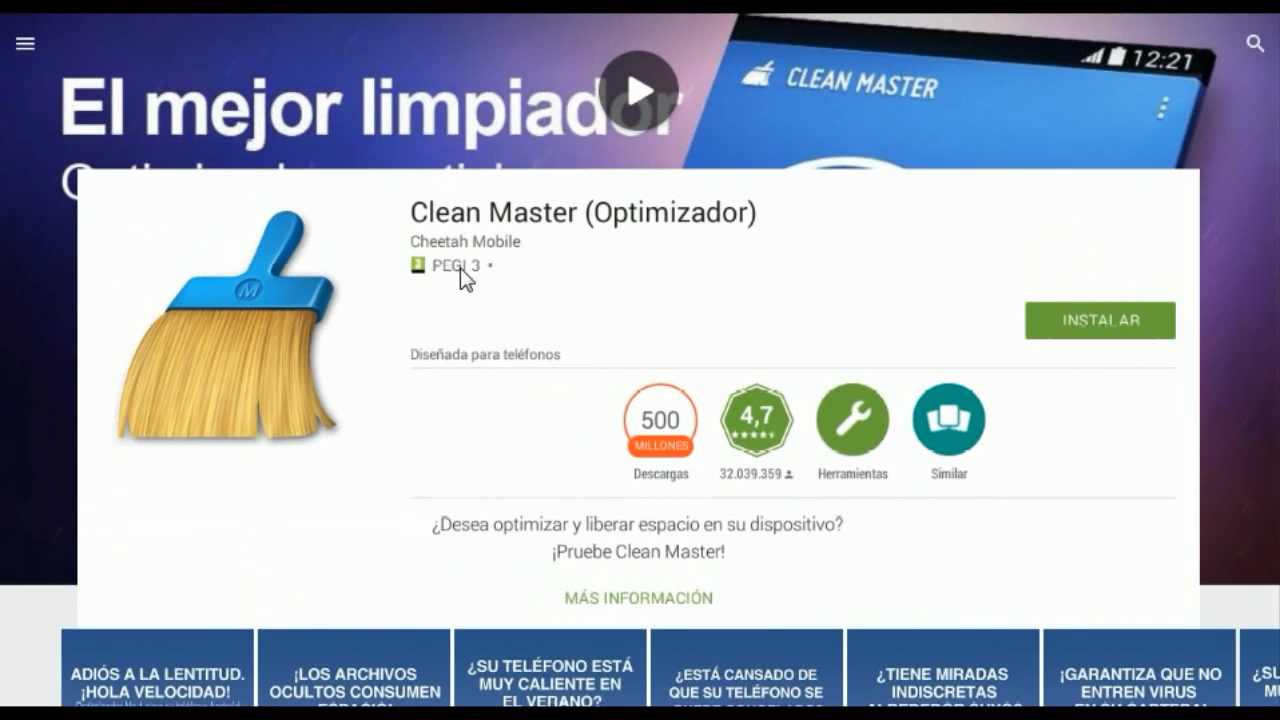 12:21
CLEAN MASTER
El mejor limpiador
Clean Master (Optimizador)
Cheetah Mobile
3 PEGI 3
INSTALAR
Diseñada para teléfonos
500
MILLONES
4,7
Descargas
32.039.359
Herramientas
Similar
¿Desea optimizar y liberar espacio en su dispositivo?
¡Pruebe Clean Master!
MÁS INFORMACIÓN
ADIÓS A LA LENTITUD.
¡HOLA VELOCIDAD!
¡LOS ARCHIVOS
OCULTOS CONSUMEN
ESPACIO!
¿SU TELÉFONO ESTÁ
MUY CALIENTE EN
EL VERANO?
¿ESTÁ CANSADO DE
QUE SU TELÉFONO SE
¿TIENE MIRADAS
INDISCRETAS
¡GARANTIZA QUE NO
ENTREN VIRUS